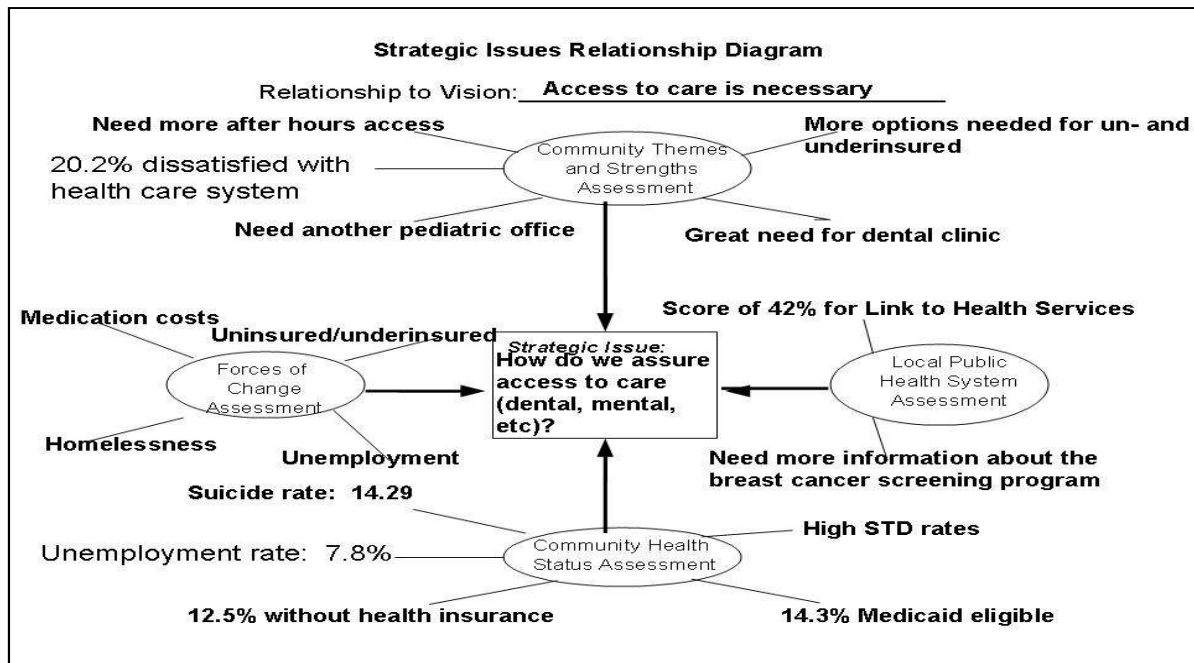 Strategic Issues Relationship Diagram
Relationship to Vision: Access to care is necessary
Need more after hours access
20.2% dissatisfied with
health care system
Need another pediatric office
Community Themes
and Strengths
Assessment
More options needed for un- and
underinsured
Great need for dental clinic
Medication costs
Uninsured/underinsured
Forces of
Change
Assessment
Homelessness
Unemployment
Strategic Issue:
How do we assure
access to care
(dental, mental,
etc)?
Score of 42% for Link to Health Services
Local Public
Health System
Assessment
Need more information about the
breast cancer screening program
Suicide rate: 14.29
Unemployment rate: 7.8%
12.5% without health insurance
Community Health
Status Assessment
High STD rates
14.3% Medicaid eligible